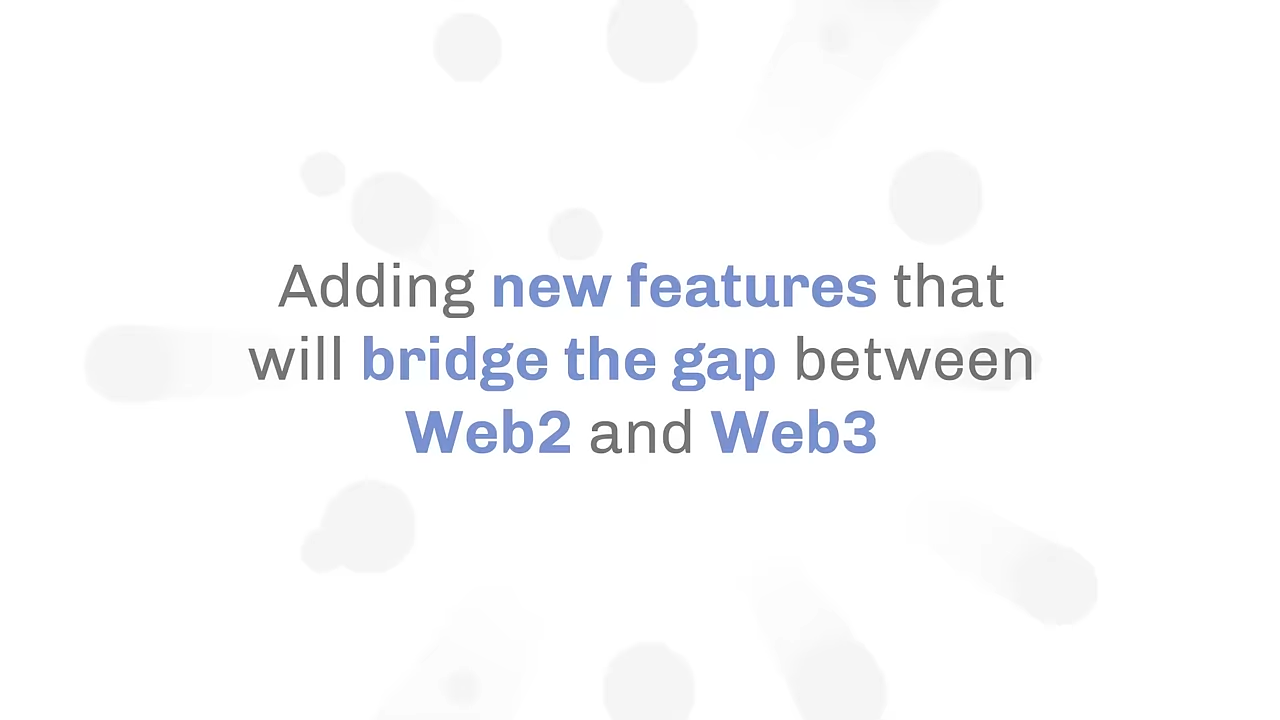 Adding new features that
will bridge the gap between
Web2 and Web3